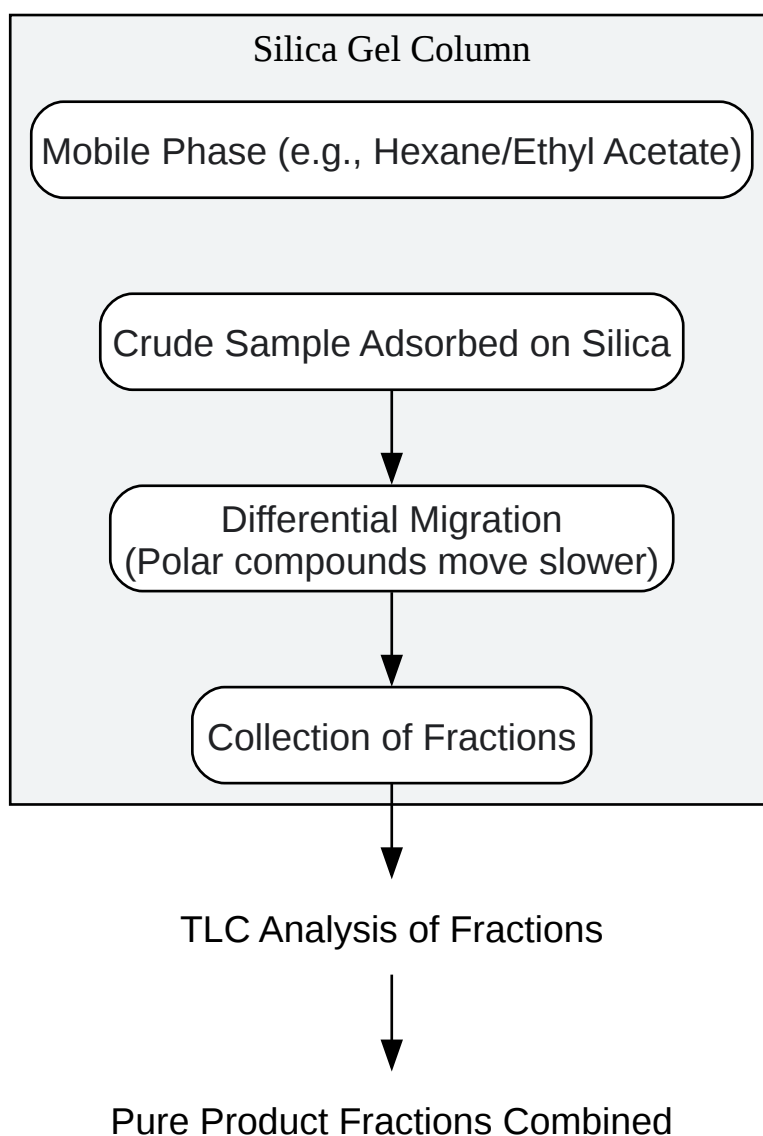 Silica Gel Column
Mobile Phase (e.g., Hexane/Ethyl Acetate)
Crude Sample Adsorbed on Silica
Differential Migration
(Polar compounds move slower)
Collection of Fractions
TLC Analysis of Fractions
Pure Product Fractions Combined